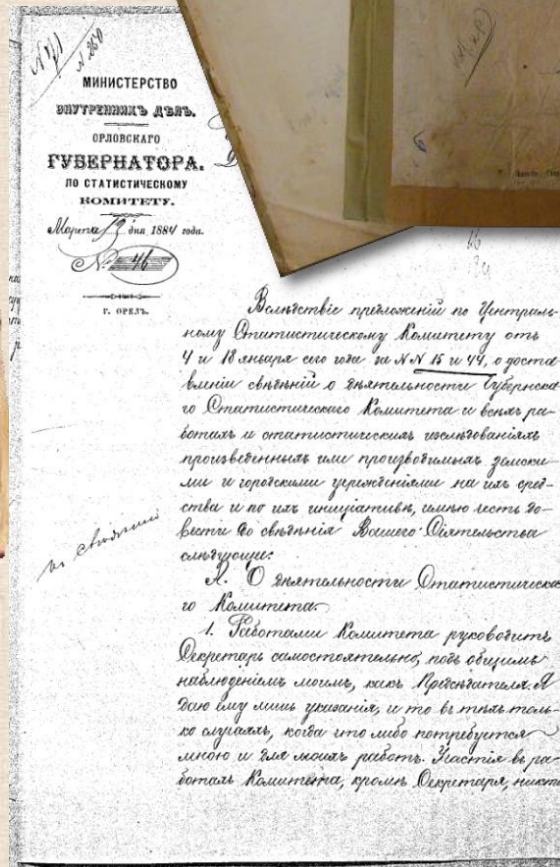 МИНИСТЕРСТВО
ВНУТРЕННИХЪ ДѢЛЪ.
ОРЛОВСКАГО
ГУБЕРНАТОРА.
ПО СТАТИСТИЧЕСКОМУ
КОМИТЕТУ.
Марта 13 дня 1884 года.
№ 46
Г. ОРЕЛЪ.
Вслѣдствіе предложеній по Централь-
ному Статистическому Комитету отъ
4 и 18 января сего года за №№ 15 и 44, о доста
вленіи свѣдѣній о дѣятельности Губернска
го Статистическаго Комитета и всѣхъ ра-
ботахъ и статистическихъ изслѣдованіяхъ
произведенныхъ или производимыхъ земски-
ми и городскими учрежденіями на ихъ сред-
ства и по ихъ инициативѣ, имѣю честь до-
вести до свѣдѣнія Вашего Сіятельства
слѣдующее:
къ свѣдѣнію
А. О дѣятельности Статистическа
го Комитета.
1. Работами Комитета руководитъ
Секретарь самостоятельно, подъ общимъ
наблюденіемъ моимъ, какъ Предсѣдателя. Я
даю ему лишь указанія, и то въ тѣхъ толь-
ко случаяхъ, когда что либо потребуется
мною и для моихъ работъ. Участія въ ра-
ботахъ Комитета, кромѣ Секретаря, никто